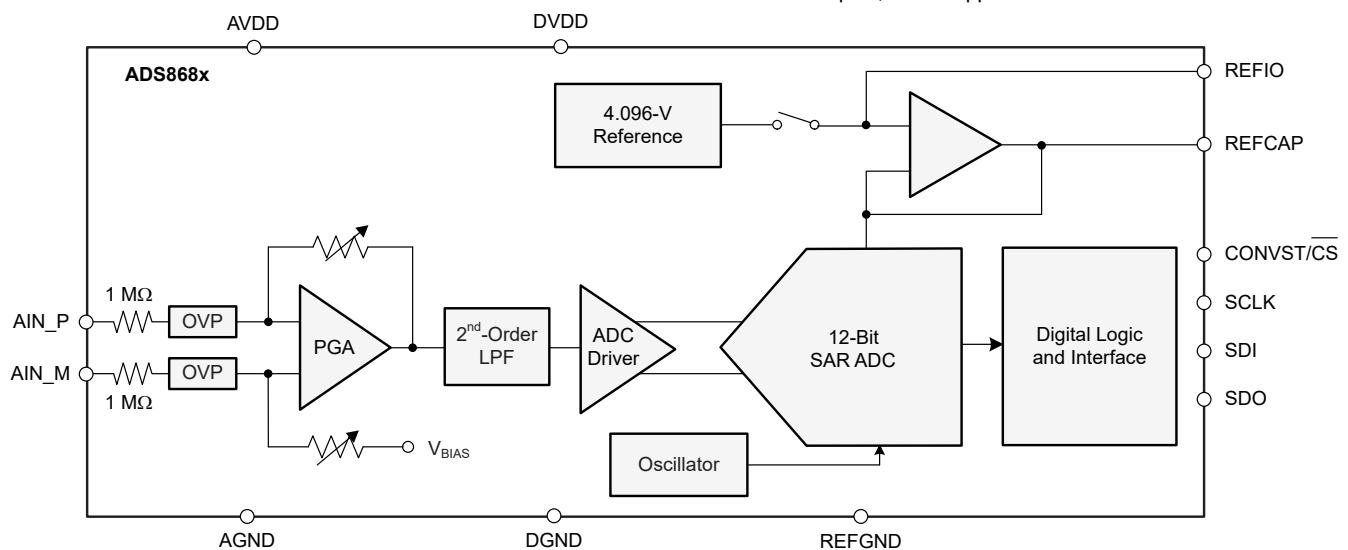 AVDD
DVDD
ADS868x
REFIO
4.096-V
Reference
REFCAP
CONVST/CS
1 MΩ
SCLK
AIN_P
OVP
PGA
2nd-Order
LPF
ADC
Driver
12-Bit
SAR ADC
Digital Logic
and Interface
SDI
AIN_M
OVP
1 MΩ
SDO
VBIAS
Oscillator
AGND
DGND
REFGND